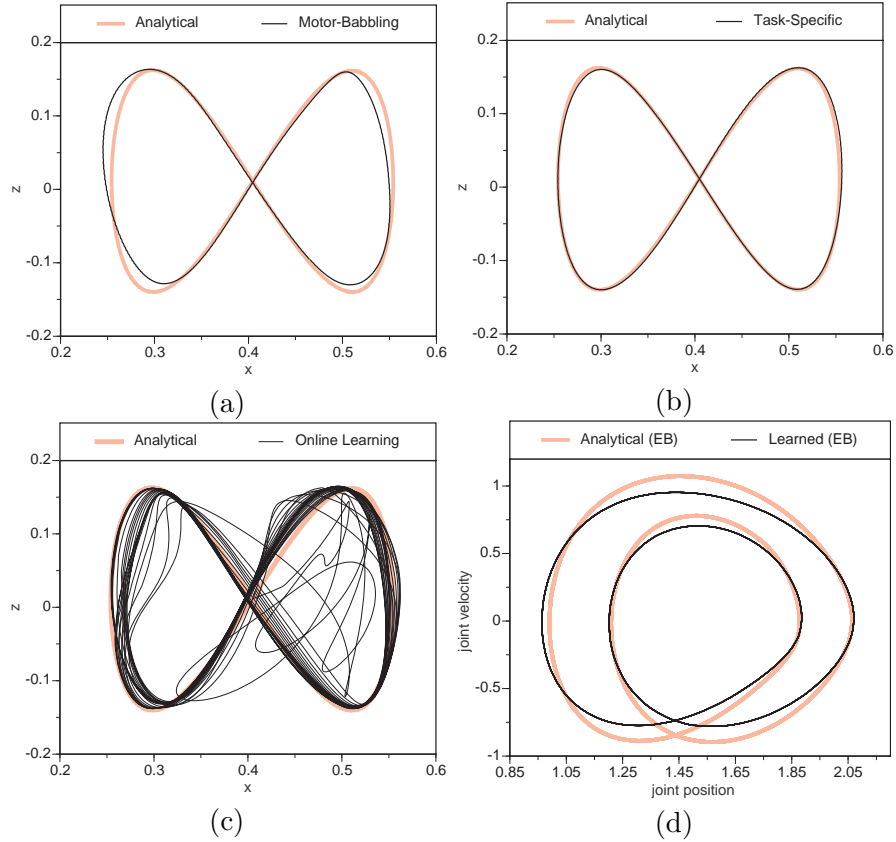 Analytical Motor-Babbling
0.2
0.1
0
-0.1
-0.2
z
0.2 0.3 0.4 0.5 0.6
x
(a)
Analytical Task-Specific
0.2
0.1
0
-0.1
-0.2
z
0.2 0.3 0.4 0.5 0.6
x
(b)
Analytical Online Learning
0.2
0.1
0
-0.1
-0.2
z
0.2 0.3 0.4 0.5 0.6
x
(c)
Analytical (EB) Learned (EB)
1
0.5
0
-0.5
-1
joint velocity
0.85 1.05 1.25 1.45 1.65 1.85 2.05
joint position
(d)